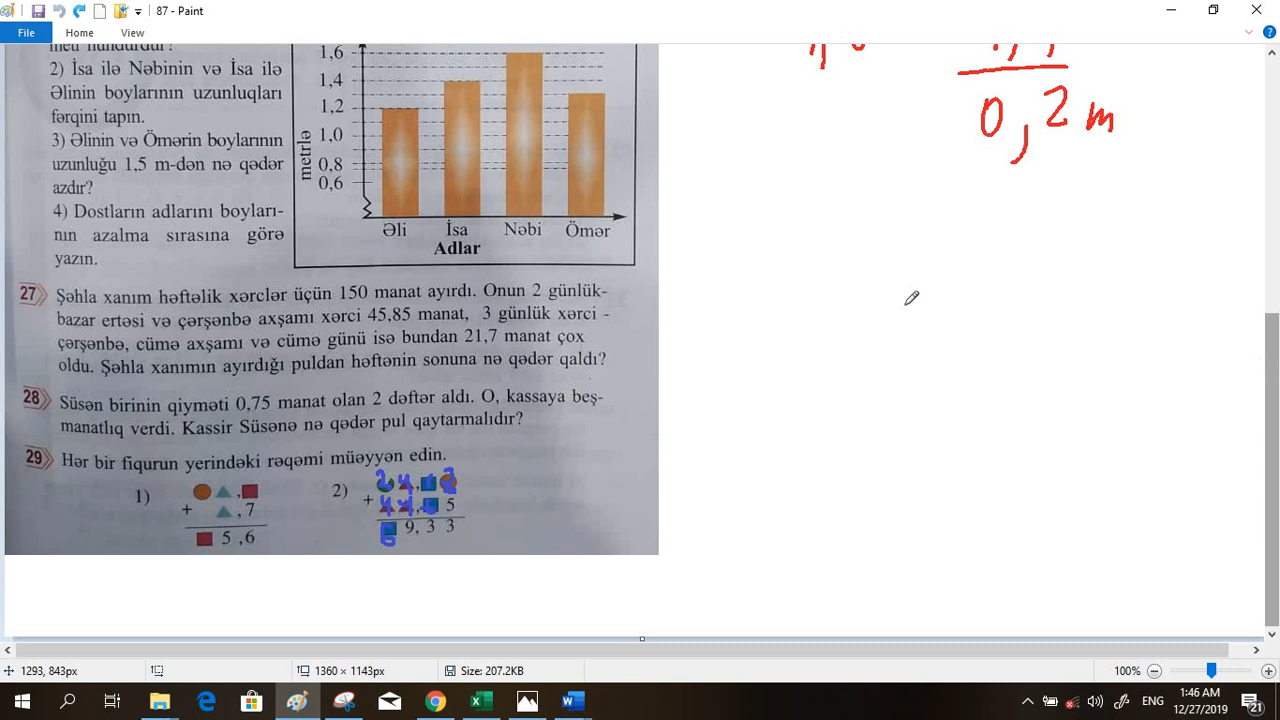 87 - Paint
File Home View
məti hündürdür?
2) İsa ilə Nəbinin və İsa ilə
Əlinin boylarının uzunluqları
fərqini tapın.
3) Əlinin və Ömərin boylarının
uzunluğu 1,5 m-dən nə qədər
azdır?
4) Dostların adlarını boyları-
nın azalma sırasına görə
yazın.
metrlə
1,6
1,4
1,2
1,0
0,8
0,6
Əli İsa Nəbi Ömər
Adlar
0,2 m
27 Şəhla xanım həftəlik xərclər üçün 150 manat ayırdı. Onun 2 günlük-
bazar ertəsi və çərşənbə axşamı xərci 45,85 manat, 3 günlük xərci -
çərşənbə, cümə axşamı və cümə günü isə bundan 21,7 manat çox
oldu. Şəhla xanımın ayırdığı puldan həftənin sonuna nə qədər qaldı?
28 Süsən birinin qiyməti 0,75 manat olan 2 dəftər aldı. O, kassaya beş-
manatlıq verdi. Kassir Süsənə nə qədər pul qaytarmalıdır?
29 Hər bir fiqurun yerindəki rəqəmi müəyyən edin.
1)
,
+ ,7
5,6
2)
+ 5
9,33
1293, 843px 1360 × 1143px Size: 207.2KB 100%
ENG 1:46 AM 12/27/2019 21